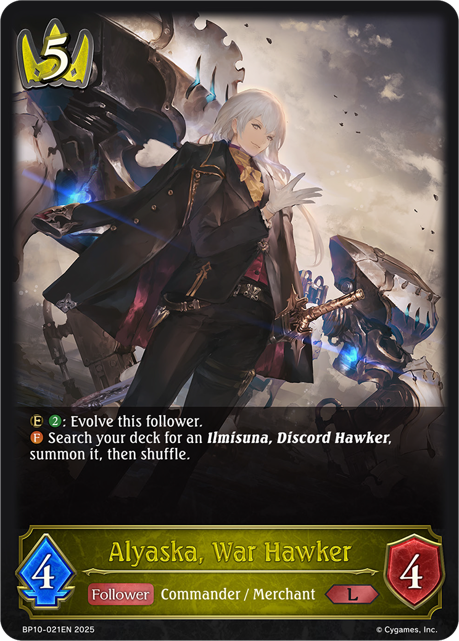 5
E 2: Evolve this follower.
F Search your deck for an Ilmisuna, Discord Hawker,
summon it, then shuffle.
Alyaska, War Hawker
4
Follower Commander / Merchant L
4
BP10-021EN 2025 © Cygames, Inc.